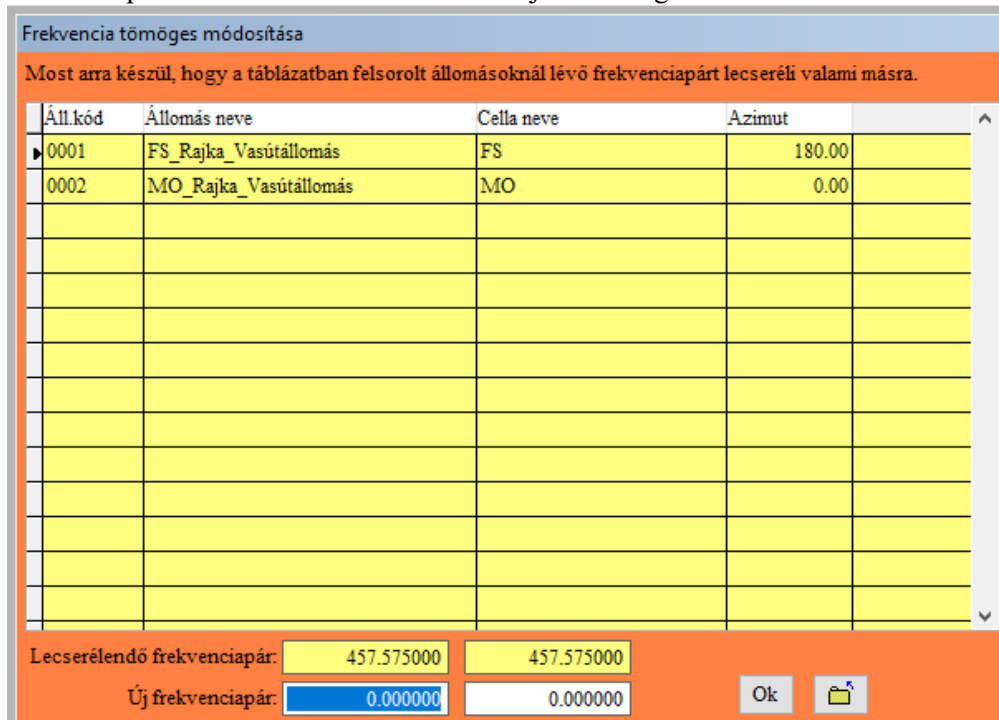 Frekvencia tömöges módosítása
Most arra készül, hogy a táblázatban felsorolt állomásoknál lévő frekvenciapárt lecseréli valami másra.
Áll.kód Állomás neve Cella neve Azimut
0001 FS_Rajka_Vasútállomás FS 180.00
0002 MO_Rajka_Vasútállomás MO 0.00
Lecserélendő frekvenciapár: 457.575000 457.575000
Új frekvenciapár: 0.000000 0.000000 Ok